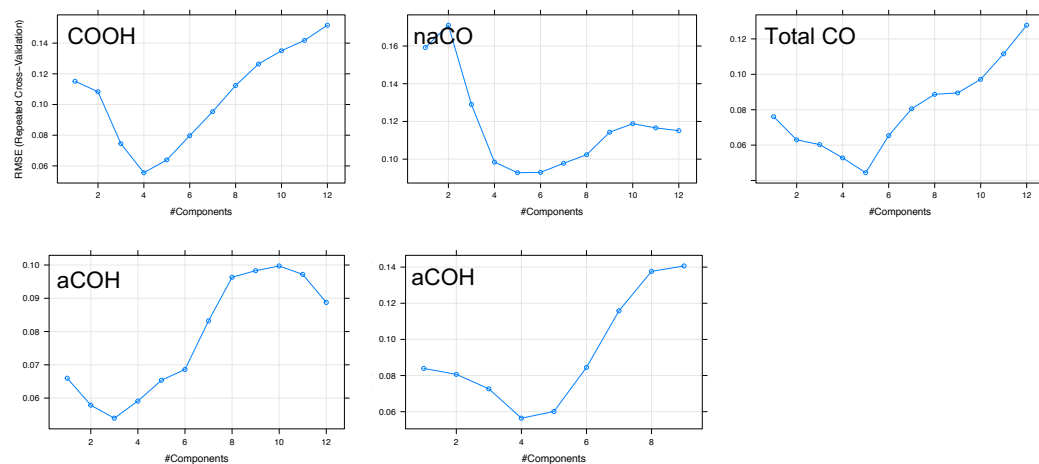 COOH
naCO
Total CO
RMSE (Repeated Cross−Validation)
0.14
0.12
0.10
0.08
0.06
2 4 6 8 10 12
#Components
0.16
0.14
0.12
0.10
2 4 6 8 10 12
#Components
0.12
0.10
0.08
0.06
2 4 6 8 10 12
#Components
aCOH
0.10
0.09
0.08
0.07
0.06
2 4 6 8 10 12
#Components
aCOH
0.14
0.12
0.10
0.08
0.06
2 4 6 8
#Components